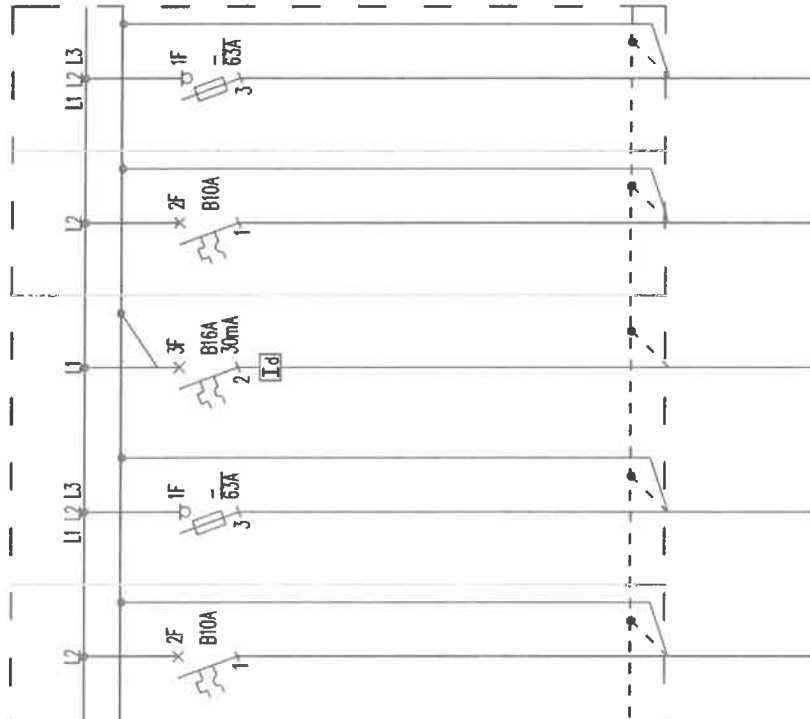 L1 L2 L3
1F
–
63A
3
L2
2F
B10A
1
L1
3F
B16A
30mA
2
Id
L1 L2 L3
1F
–
63A
3
L2
2F
B10A
1